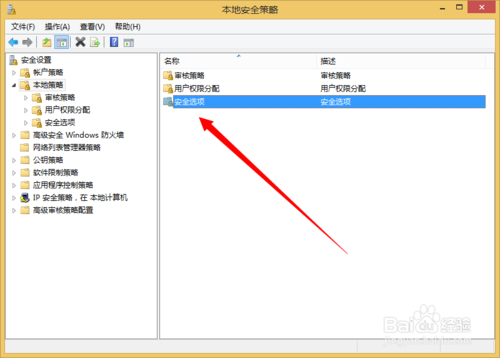 本地安全策略
文件(F) 操作(A) 查看(V) 帮助(H)
安全设置
帐户策略
本地策略
审核策略
用户权限分配
安全选项
高级安全 Windows 防火墙
网络列表管理器策略
公钥策略
软件限制策略
应用程序控制策略
IP 安全策略，在 本地计算机
高级审核策略配置
名称 描述
审核策略 审核策略
用户权限分配 用户权限分配
安全选项 安全选项
Baidu 经验
jingyan.baidu.com